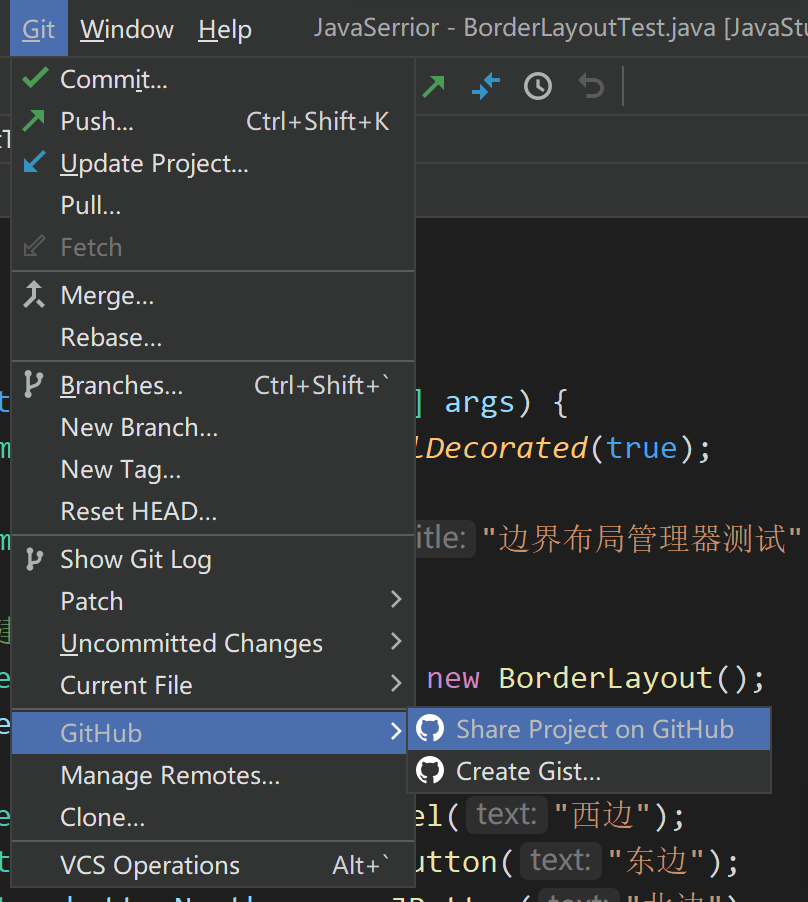 Git Window Help JavaSerrior - BorderLayoutTest.java [JavaStu
Commit...
Push... Ctrl+Shift+K
Update Project...
Pull...
Fetch
Merge...
Rebase...
Branches... Ctrl+Shift+`
] args) {
New Branch...
lDecorated(true);
New Tag...
Reset HEAD...
itle: "边界布局管理器测试"
Show Git Log
Patch
Uncommitted Changes
Current File
new BorderLayout();
GitHub
Share Project on GitHub
Manage Remotes...
Create Gist...
Clone...
el( text: "西边");
VCS Operations Alt+`
utton( text: "东边");